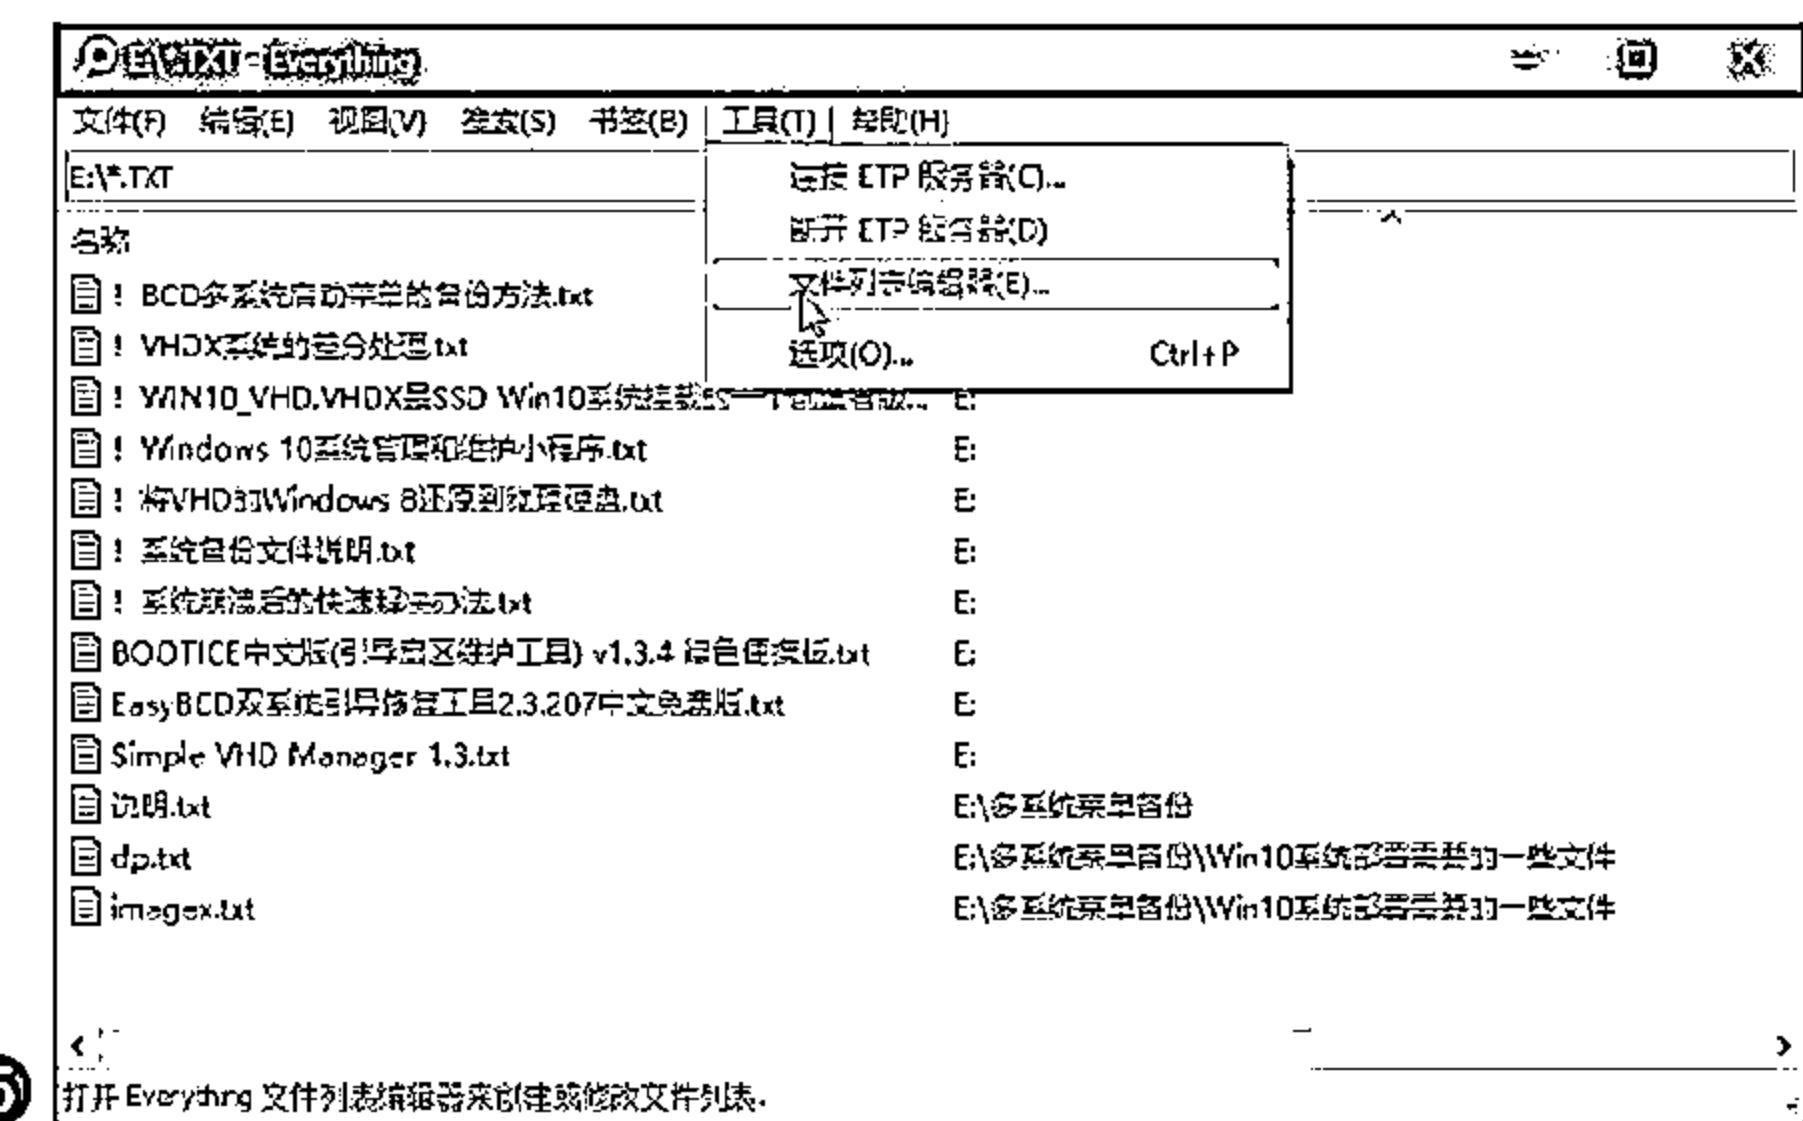 E:\*.TXT - Everything
文件(F) 编辑(E) 视图(V) 搜索(S) 书签(B) 工具(T) 帮助(H)
E:\*.TXT
连接 ETP 服务器(C)...
断开 ETP 服务器(D)
文件列表编辑器(E)...
选项(O)... Ctrl+P
名称
! BCD多系统启动菜单的备份方法.txt
! VHDX系统的差分处理.txt
! WIN10_VHD.VHDX是SSD Win10系统挂载的一个 E:
! Windows 10系统管理和维护小程序.txt E:
! 将VHD的Windows 8还原到物理硬盘.txt E:
! 系统备份文件说明.txt E:
! 系统崩溃后的快速解决办法.txt E:
BOOTICE中文版(引导扇区维护工具) v1.3.4 绿色便携版.txt E:
EasyBCD双系统引导修复工具2.3.207中文免费版.txt E:
Simple VHD Manager 1.3.txt E:
说明.txt E:\多系统菜单备份
dp.txt E:\多系统菜单备份\Win10系统部署需要的一些文件
imagex.txt E:\多系统菜单备份\Win10系统部署需要的一些文件
打开 Everything 文件列表编辑器来创建或修改文件列表.